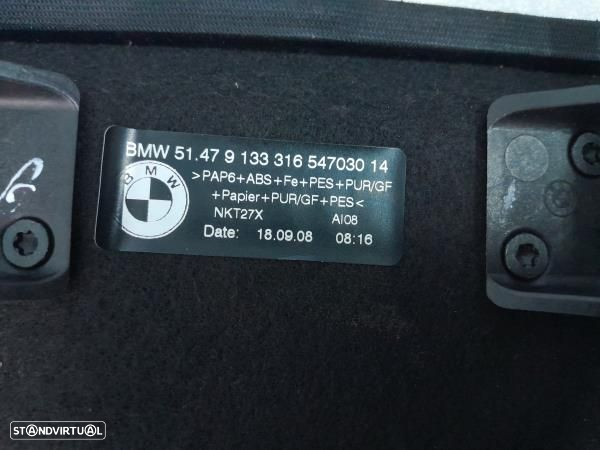 BMW 51.47 9 133 316 547030 14
>PAP6+ABS+Fe+PES+PUR/GF
+Papier+PUR/GF+PES<
NKT27X AI08
Date: 18.09.08 08:16
BMW
STANDVIRTUAL